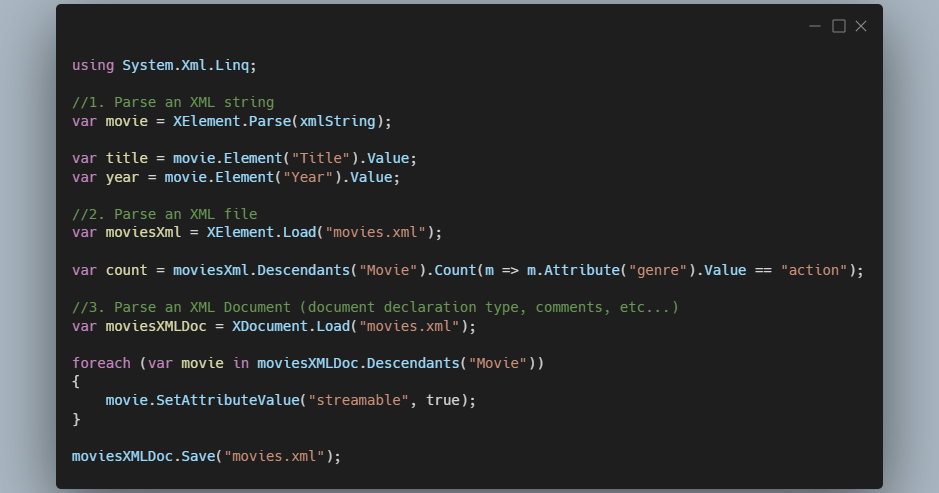 using System.Xml.Linq;
//1. Parse an XML string
var movie = XElement.Parse(xmlString);
var title = movie.Element("Title").Value;
var year = movie.Element("Year").Value;
//2. Parse an XML file
var moviesXml = XElement.Load("movies.xml");
var count = moviesXml.Descendants("Movie").Count(m => m.Attribute("genre").Value == "action");
//3. Parse an XML Document (document declaration type, comments, etc...)
var moviesXMLDoc = XDocument.Load("movies.xml");
foreach (var movie in moviesXMLDoc.Descendants("Movie"))
{
    movie.SetAttributeValue("streamable", true);
}
moviesXMLDoc.Save("movies.xml");